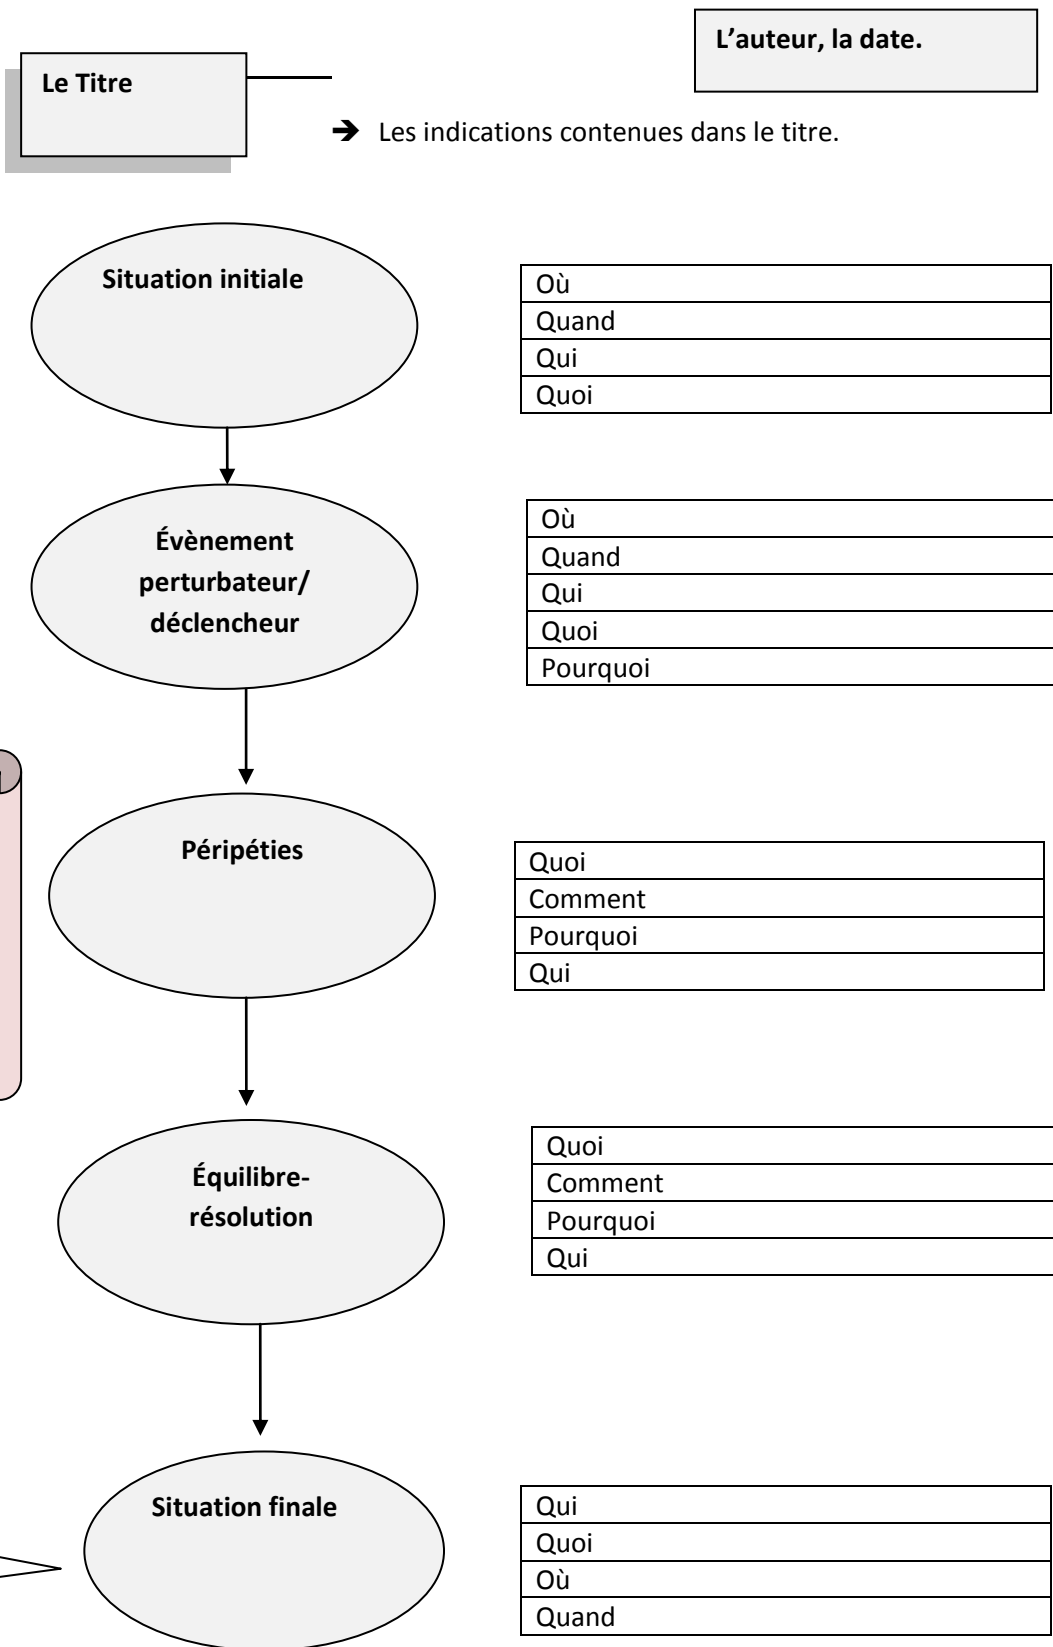 L’auteur, la date.
Le Titre
➔ Les indications contenues dans le titre.
Situation initiale
Où
Quand
Qui
Quoi
Évènement
perturbateur/
déclencheur
Où
Quand
Qui
Quoi
Pourquoi
Péripéties
Quoi
Comment
Pourquoi
Qui
Équilibre-
résolution
Quoi
Comment
Pourquoi
Qui
Situation finale
Qui
Quoi
Où
Quand